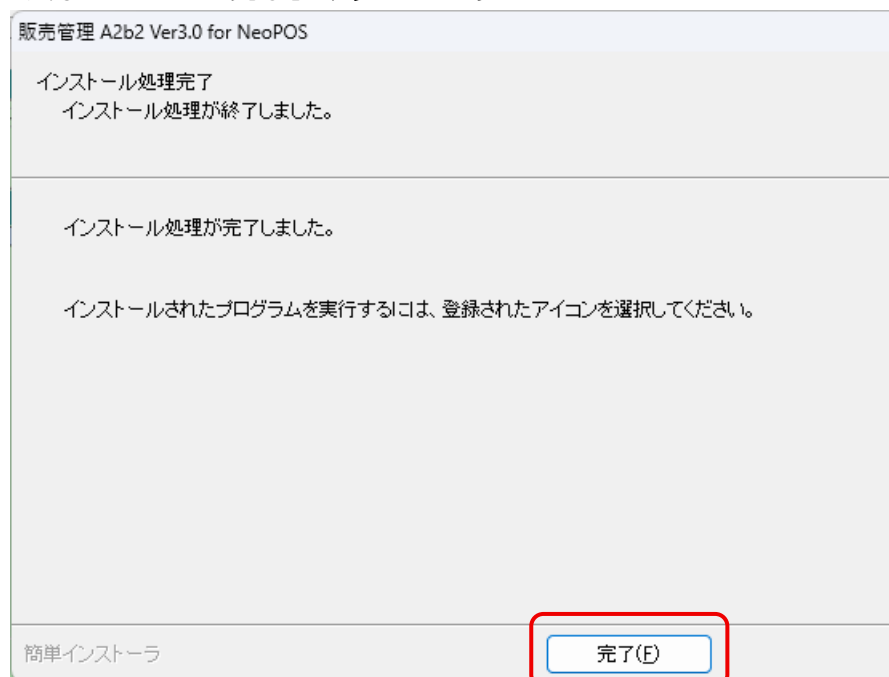 販売管理 A2b2 Ver3.0 for NeoPOS
インストール処理完了
インストール処理が終了しました。
インストール処理が完了しました。
インストールされたプログラムを実行するには、登録されたアイコンを選択してください。
簡単インストーラ
完了(F)